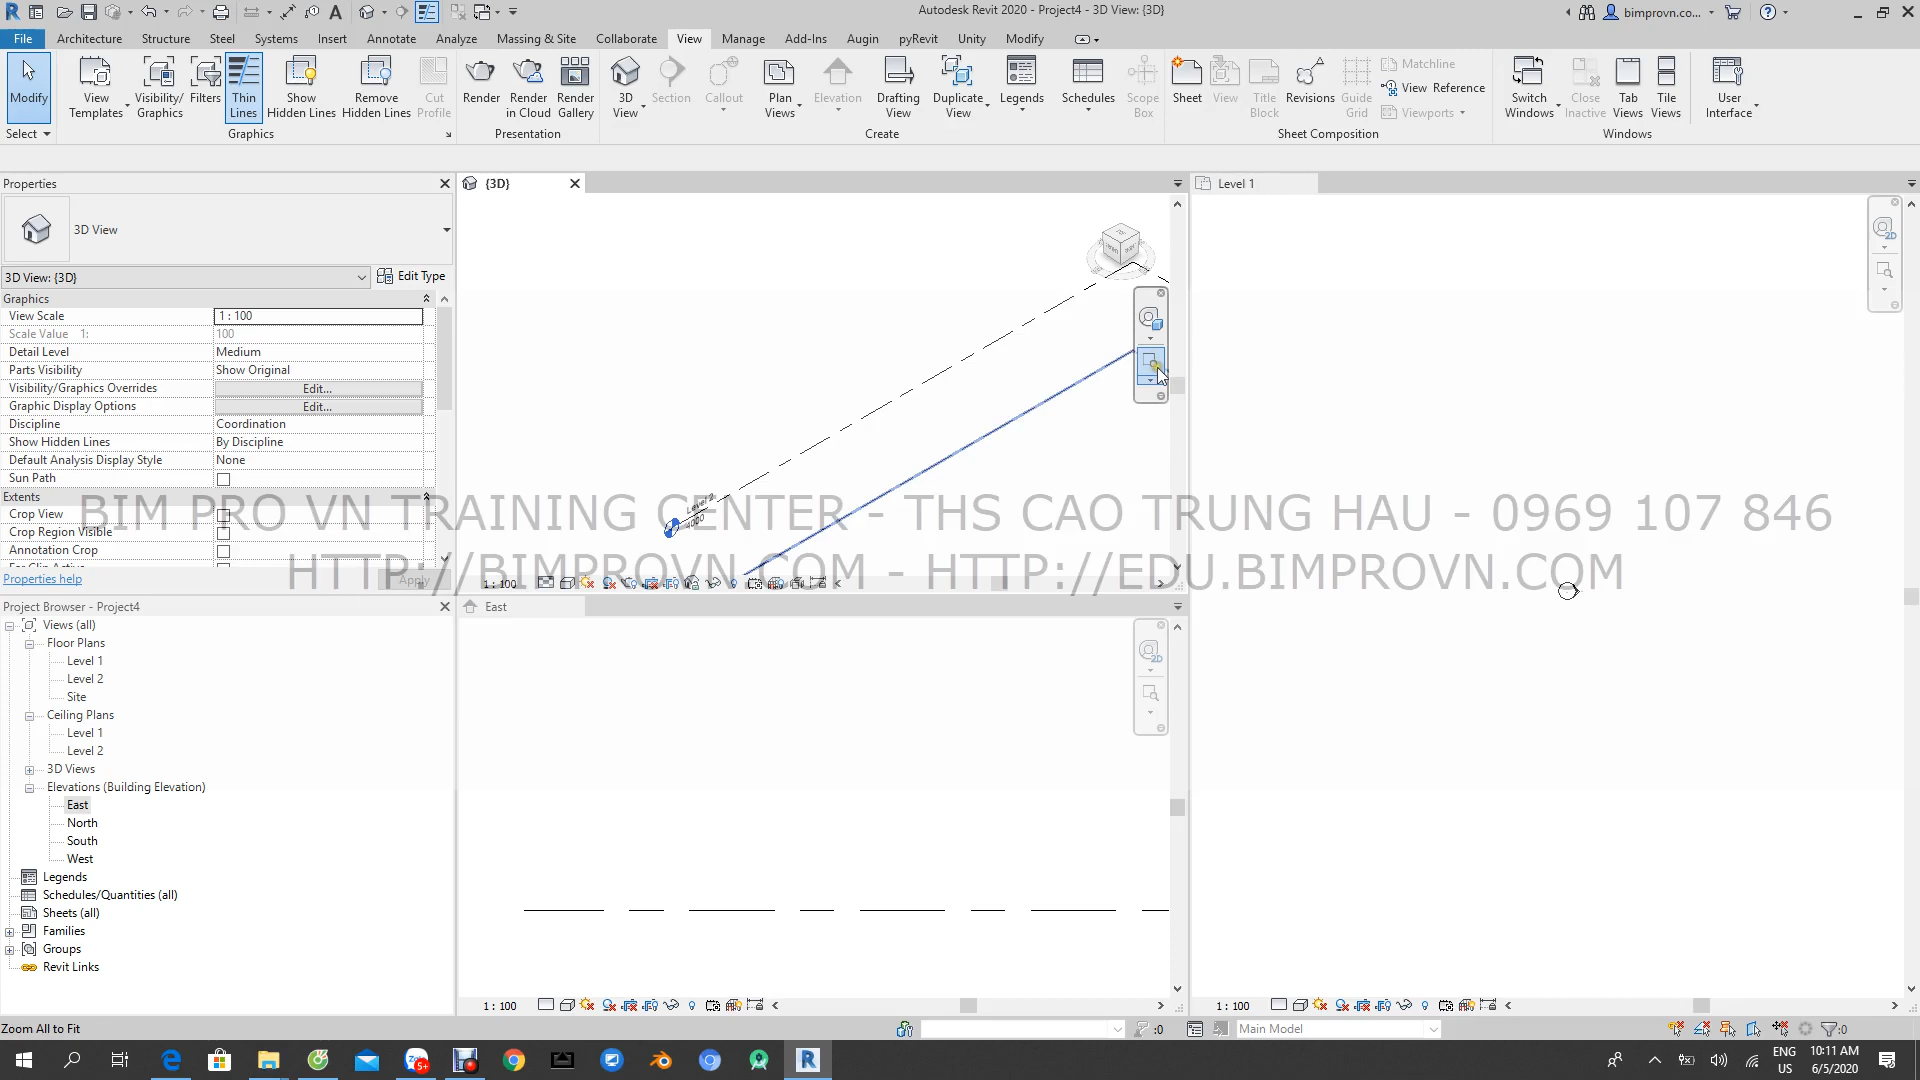 Autodesk Revit 2020 - Project4 - 3D View: {3D}
bimprovn.co...
File Architecture Structure Steel Systems Insert Annotate Analyze Massing & Site Collaborate View Manage Add-Ins Augin pyRevit Unity Modify
Modify
View Templates
Visibility/ Graphics
Filters
Thin Lines
Show Hidden Lines
Remove Hidden Lines
Cut Profile
Render
Render in Cloud
Render Gallery
3D View
Section
Callout
Plan Views
Elevation
Drafting View
Duplicate View
Legends
Schedules
Scope Box
Sheet
View
Title Block
Revisions
Guide Grid
Matchline
View Reference
Viewports
Switch Windows
Close Inactive
Tab Views
Tile Views
User Interface
Select Graphics Presentation Create Sheet Composition Windows
Properties
3D View
3D View: {3D}
Edit Type
Graphics
View Scale 1 : 100
Scale Value 1: 100
Detail Level Medium
Parts Visibility Show Original
Visibility/Graphics Overrides Edit...
Graphic Display Options Edit...
Discipline Coordination
Show Hidden Lines By Discipline
Default Analysis Display Style None
Sun Path
Extents
Crop View
Crop Region Visible
Annotation Crop
Properties help
Apply
{3D}
Level 2
4000
1 : 100
Level 1
BIM PRO VN TRAINING CENTER - THS CAO TRUNG HAU - 0969 107 846
HTTP://BIMPROVN.COM - HTTP://EDU.BIMPROVN.COM
Project Browser - Project4
Views (all)
Floor Plans
Level 1
Level 2
Site
Ceiling Plans
Level 1
Level 2
3D Views
Elevations (Building Elevation)
East
North
South
West
Legends
Schedules/Quantities (all)
Sheets (all)
Families
Groups
Revit Links
East
2D
1 : 100
2D
1 : 100
Zoom All to Fit
:0
Main Model
:0
ENG
US
10:11 AM
6/5/2020